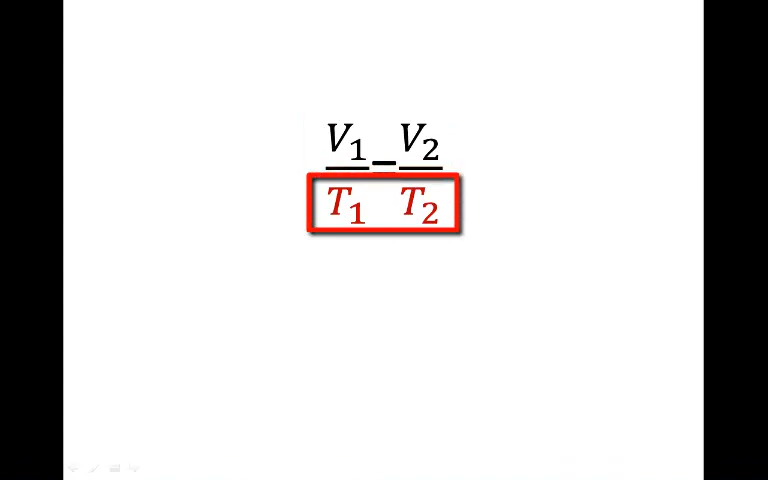 V₁ – V₂
T₁ T₂